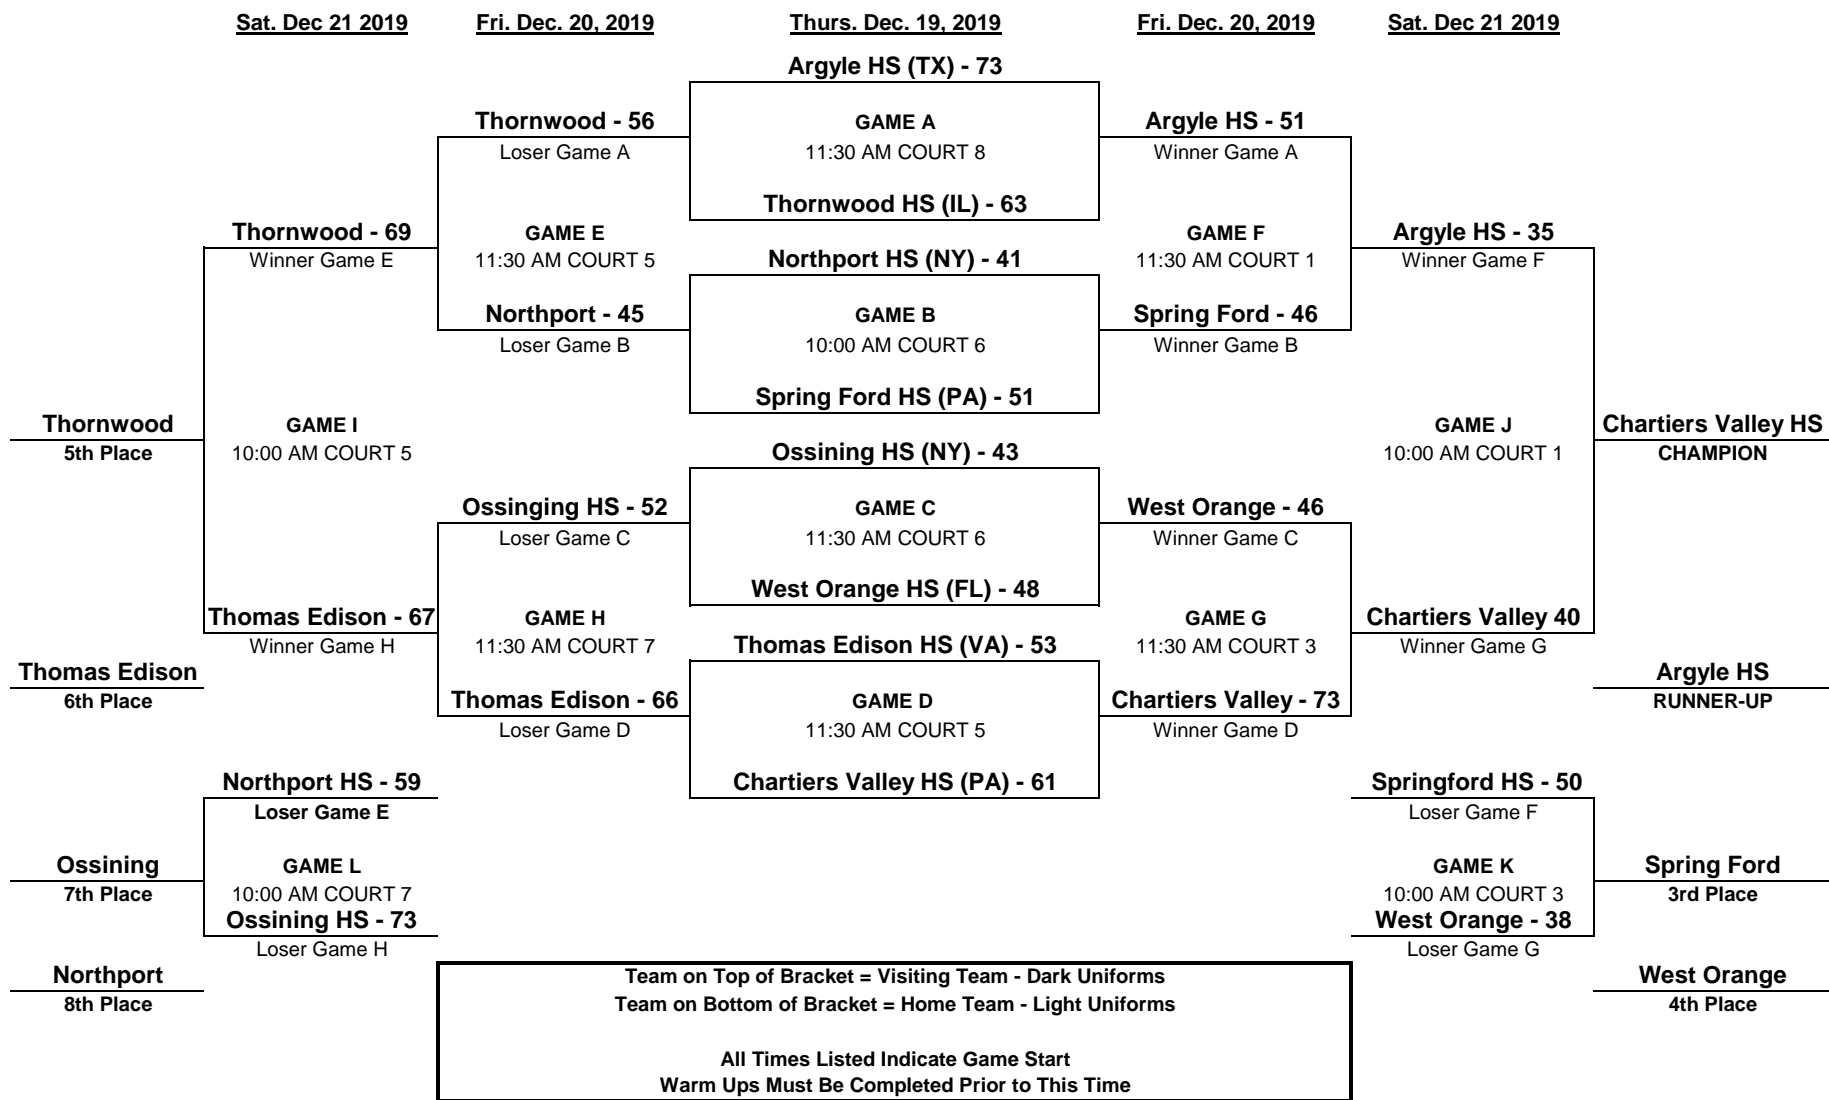 Sat. Dec 21 2019
Fri. Dec. 20, 2019
Thurs. Dec. 19, 2019
Fri. Dec. 20, 2019
Sat. Dec 21 2019
Argyle HS (TX) - 73
Thornwood - 56
GAME A
Argyle HS - 51
Loser Game A
11:30 AM COURT 8
Winner Game A
Thornwood HS (IL) - 63
Thornwood - 69
GAME E
GAME F
Argyle HS - 35
Winner Game E
11:30 AM COURT 5
Northport HS (NY) - 41
11:30 AM COURT 1
Winner Game F
Northport - 45
GAME B
Spring Ford - 46
Loser Game B
10:00 AM COURT 6
Winner Game B
Spring Ford HS (PA) - 51
Thornwood
GAME I
GAME J
Chartiers Valley HS
5th Place
10:00 AM COURT 5
Ossining HS (NY) - 43
10:00 AM COURT 1
CHAMPION
Ossinging HS - 52
GAME C
West Orange - 46
Loser Game C
11:30 AM COURT 6
Winner Game C
West Orange HS (FL) - 48
Thomas Edison - 67
GAME H
GAME G
Chartiers Valley 40
Winner Game H
11:30 AM COURT 7
Thomas Edison HS (VA) - 53
11:30 AM COURT 3
Winner Game G
Thomas Edison
Argyle HS
6th Place
Thomas Edison - 66
GAME D
Chartiers Valley - 73
RUNNER-UP
Loser Game D
11:30 AM COURT 5
Winner Game D
Northport HS - 59
Chartiers Valley HS (PA) - 61
Springford HS - 50
Loser Game E
Loser Game F
Ossining
GAME L
GAME K
Spring Ford
7th Place
10:00 AM COURT 7
10:00 AM COURT 3
3rd Place
Ossining HS - 73
West Orange - 38
Loser Game H
Loser Game G
Northport
Team on Top of Bracket = Visiting Team - Dark Uniforms
West Orange
8th Place
Team on Bottom of Bracket = Home Team - Light Uniforms
4th Place
All Times Listed Indicate Game Start
Warm Ups Must Be Completed Prior to This Time